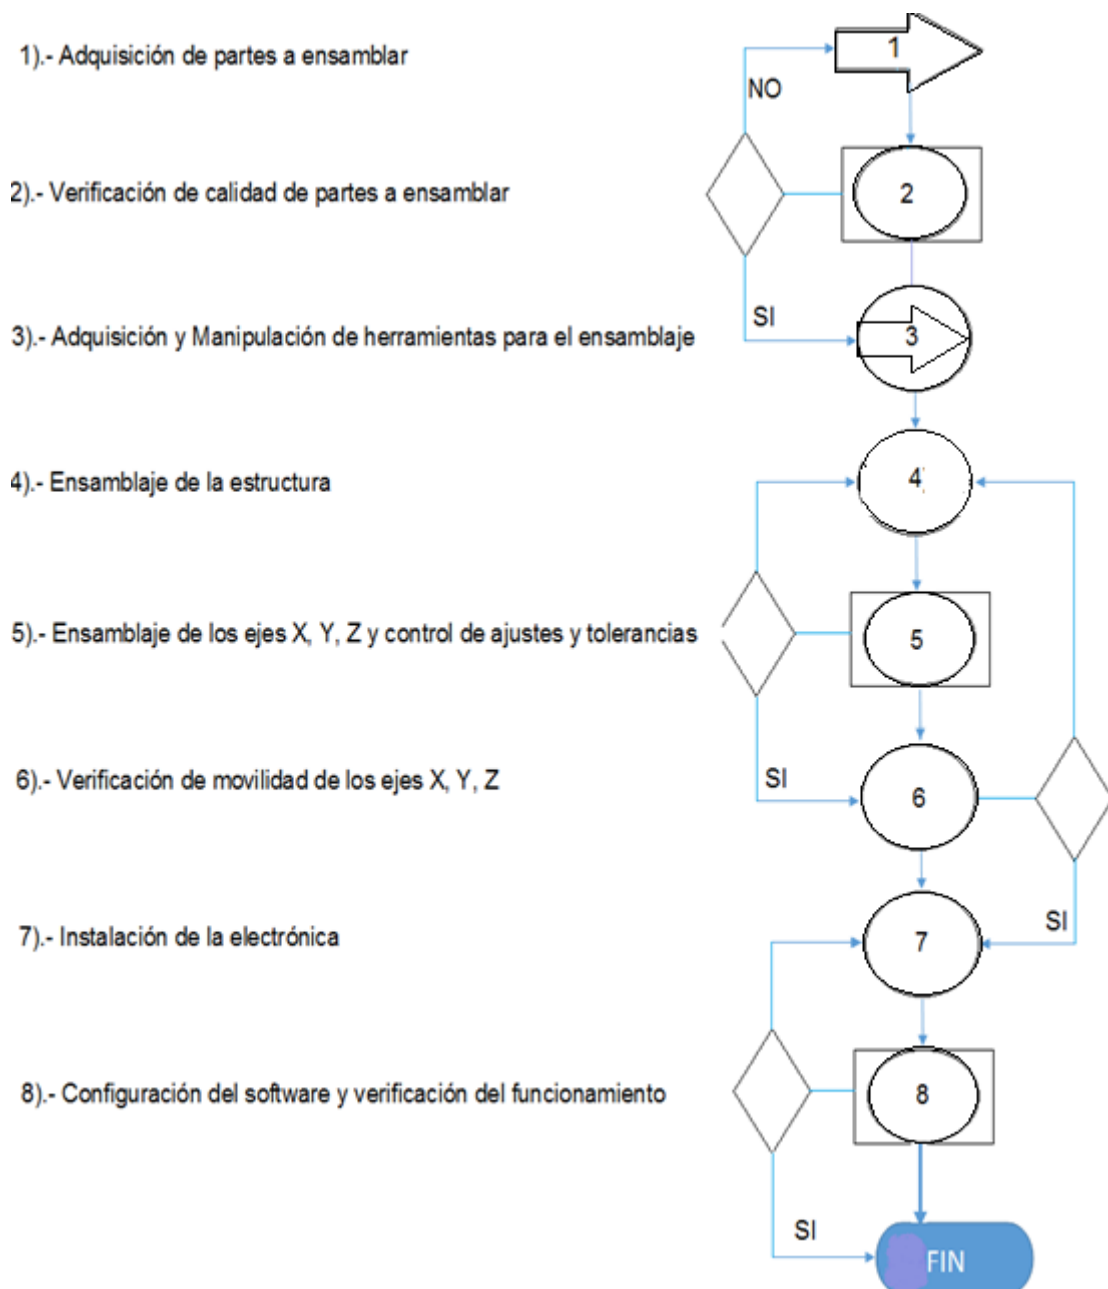 1).- Adquisición de partes a ensamblar
1
NO
2).- Verificación de calidad de partes a ensamblar
2
SI
3).- Adquisición y Manipulación de herramientas para el ensamblaje
3
4).- Ensamblaje de la estructura
4
5).- Ensamblaje de los ejes X, Y, Z y control de ajustes y tolerancias
5
6).- Verificación de movilidad de los ejes X, Y, Z
SI
6
7).- Instalación de la electrónica
7
SI
8).- Configuración del software y verificación del funcionamiento
8
SI
FIN